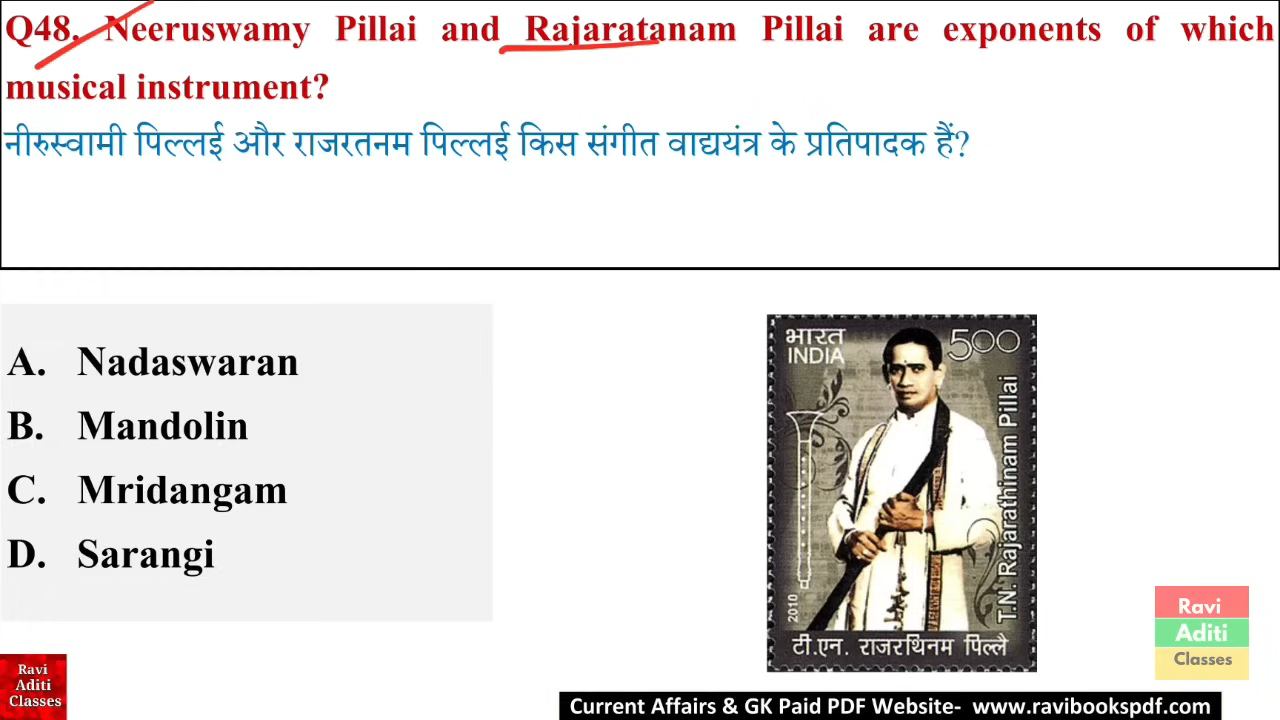 Q48. Neeruswamy Pillai and Rajaratanam Pillai are exponents of which
musical instrument?
नीरुस्वामी पिल्लई और राजरतनम पिल्लई किस संगीत वाद्ययंत्र के प्रतिपादक हैं?
A. Nadaswaran
B. Mandolin
C. Mridangam
D. Sarangi
भारत
INDIA
500
T.N. Rajarathinam Pillai
2010
टी.एन. राजरथिनम पिल्लै
Ravi
Aditi
Classes
Ravi
Aditi
Classes
Current Affairs & GK Paid PDF Website- www.ravibookspdf.com